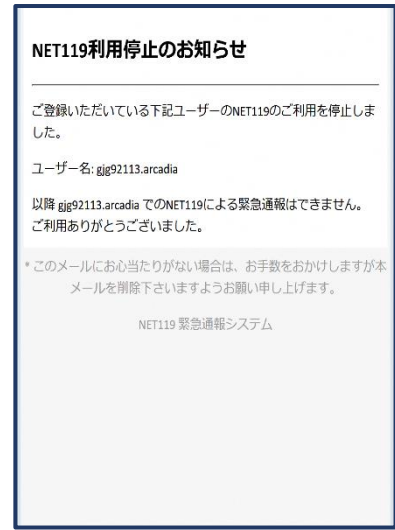 NET119利用停止のお知らせ
ご登録いただいている下記ユーザーのNET119のご利用を停止しま
した。
ユーザー名: gjg92113.arcadia
以降 gjg92113.arcadia でのNET119による緊急通報はできません。
ご利用ありがとうございました。
* このメールにお心当たりがない場合は、お手数をおかけしますが本
メールを削除下さいますようお願い申し上げます。
NET119 緊急通報システム